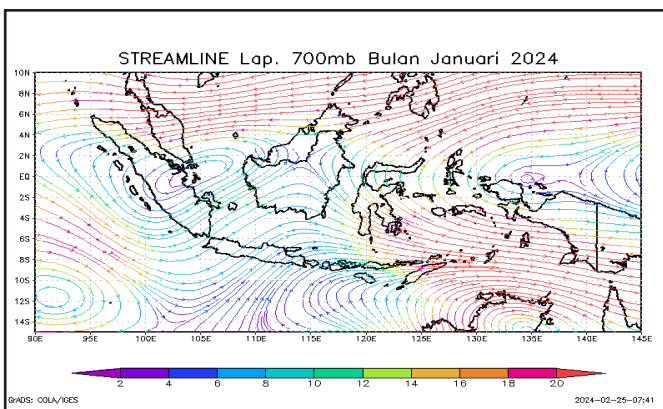 STREAMLINE Lap. 700mb Bulan Januari 2024
10N
8N
6N
4N
2N
EQ
2S
4S
6S
8S
10S
12S
14S
90E 95E 100E 105E 110E 115E 120E 125E 130E 135E 140E 145E
2 4 6 8 10 12 14 16 18 20
GrADS: COLA/IGES 2024-02-25-07:41